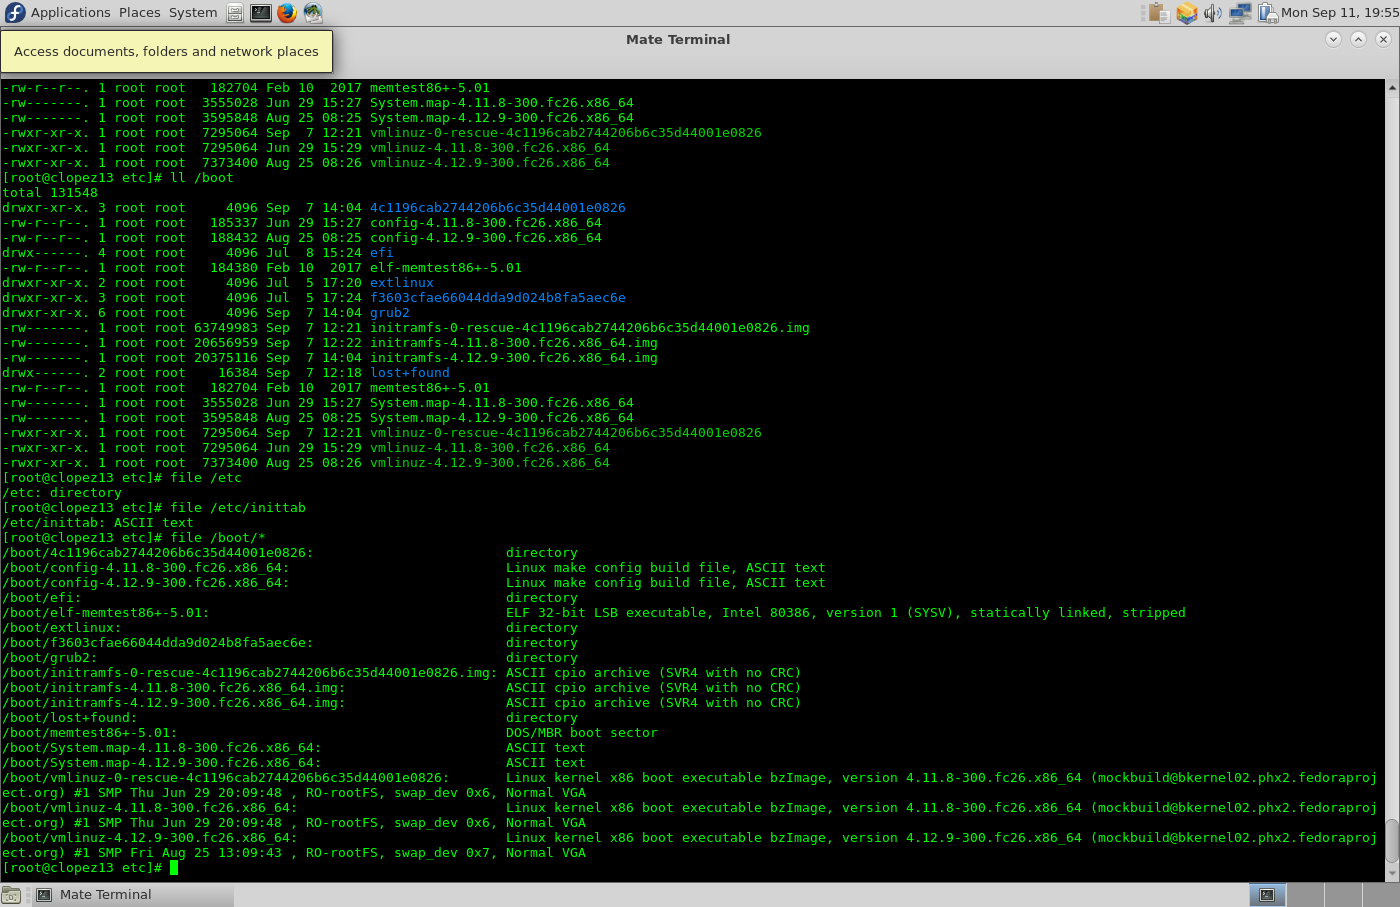 Applications Places System Mon Sep 11, 19:55
Access documents, folders and network places
Mate Terminal
-rw-r--r--. 1 root root   182704 Feb 10  2017 memtest86+-5.01
-rw-------. 1 root root  3555028 Jun 29 15:27 System.map-4.11.8-300.fc26.x86_64
-rw-------. 1 root root  3595848 Aug 25 08:25 System.map-4.12.9-300.fc26.x86_64
-rwxr-xr-x. 1 root root  7295064 Sep  7 12:21 vmlinuz-0-rescue-4c1196cab2744206b6c35d44001e0826
-rwxr-xr-x. 1 root root  7295064 Jun 29 15:29 vmlinuz-4.11.8-300.fc26.x86_64
-rwxr-xr-x. 1 root root  7373400 Aug 25 08:26 vmlinuz-4.12.9-300.fc26.x86_64
[root@clopez13 etc]# ll /boot
total 131548
drwxr-xr-x. 3 root root     4096 Sep  7 14:04 4c1196cab2744206b6c35d44001e0826
-rw-r--r--. 1 root root   185337 Jun 29 15:27 config-4.11.8-300.fc26.x86_64
-rw-r--r--. 1 root root   188432 Aug 25 08:25 config-4.12.9-300.fc26.x86_64
drwx------. 4 root root     4096 Jul  8 15:24 efi
-rw-r--r--. 1 root root   184380 Feb 10  2017 elf-memtest86+-5.01
drwxr-xr-x. 2 root root     4096 Jul  5 17:20 extlinux
drwxr-xr-x. 3 root root     4096 Jul  5 17:24 f3603cfae66044dda9d024b8fa5aec6e
drwxr-xr-x. 6 root root     4096 Sep  7 14:04 grub2
-rw-------. 1 root root 63749983 Sep  7 12:21 initramfs-0-rescue-4c1196cab2744206b6c35d44001e0826.img
-rw-------. 1 root root 20656959 Sep  7 12:22 initramfs-4.11.8-300.fc26.x86_64.img
-rw-------. 1 root root 20375116 Sep  7 14:04 initramfs-4.12.9-300.fc26.x86_64.img
drwx------. 2 root root    16384 Sep  7 12:18 lost+found
-rw-r--r--. 1 root root   182704 Feb 10  2017 memtest86+-5.01
-rw-------. 1 root root  3555028 Jun 29 15:27 System.map-4.11.8-300.fc26.x86_64
-rw-------. 1 root root  3595848 Aug 25 08:25 System.map-4.12.9-300.fc26.x86_64
-rwxr-xr-x. 1 root root  7295064 Sep  7 12:21 vmlinuz-0-rescue-4c1196cab2744206b6c35d44001e0826
-rwxr-xr-x. 1 root root  7295064 Jun 29 15:29 vmlinuz-4.11.8-300.fc26.x86_64
-rwxr-xr-x. 1 root root  7373400 Aug 25 08:26 vmlinuz-4.12.9-300.fc26.x86_64
[root@clopez13 etc]# file /etc
/etc: directory
[root@clopez13 etc]# file /etc/inittab
/etc/inittab: ASCII text
[root@clopez13 etc]# file /boot/*
/boot/4c1196cab2744206b6c35d44001e0826:                        directory
/boot/config-4.11.8-300.fc26.x86_64:                           Linux make config build file, ASCII text
/boot/config-4.12.9-300.fc26.x86_64:                           Linux make config build file, ASCII text
/boot/efi:                                                     directory
/boot/elf-memtest86+-5.01:                                     ELF 32-bit LSB executable, Intel 80386, version 1 (SYSV), statically linked, stripped
/boot/extlinux:                                                directory
/boot/f3603cfae66044dda9d024b8fa5aec6e:                        directory
/boot/grub2:                                                   directory
/boot/initramfs-0-rescue-4c1196cab2744206b6c35d44001e0826.img: ASCII cpio archive (SVR4 with no CRC)
/boot/initramfs-4.11.8-300.fc26.x86_64.img:                    ASCII cpio archive (SVR4 with no CRC)
/boot/initramfs-4.12.9-300.fc26.x86_64.img:                    ASCII cpio archive (SVR4 with no CRC)
/boot/lost+found:                                              directory
/boot/memtest86+-5.01:                                         DOS/MBR boot sector
/boot/System.map-4.11.8-300.fc26.x86_64:                       ASCII text
/boot/System.map-4.12.9-300.fc26.x86_64:                       ASCII text
/boot/vmlinuz-0-rescue-4c1196cab2744206b6c35d44001e0826:       Linux kernel x86 boot executable bzImage, version 4.11.8-300.fc26.x86_64 (mockbuild@bkernel02.phx2.fedoraproj
ect.org) #1 SMP Thu Jun 29 20:09:48 , RO-rootFS, swap_dev 0x6, Normal VGA
/boot/vmlinuz-4.11.8-300.fc26.x86_64:                          Linux kernel x86 boot executable bzImage, version 4.11.8-300.fc26.x86_64 (mockbuild@bkernel02.phx2.fedoraproj
ect.org) #1 SMP Thu Jun 29 20:09:48 , RO-rootFS, swap_dev 0x6, Normal VGA
/boot/vmlinuz-4.12.9-300.fc26.x86_64:                          Linux kernel x86 boot executable bzImage, version 4.12.9-300.fc26.x86_64 (mockbuild@bkernel02.phx2.fedoraproj
ect.org) #1 SMP Fri Aug 25 13:09:43 , RO-rootFS, swap_dev 0x7, Normal VGA
[root@clopez13 etc]#
Mate Terminal